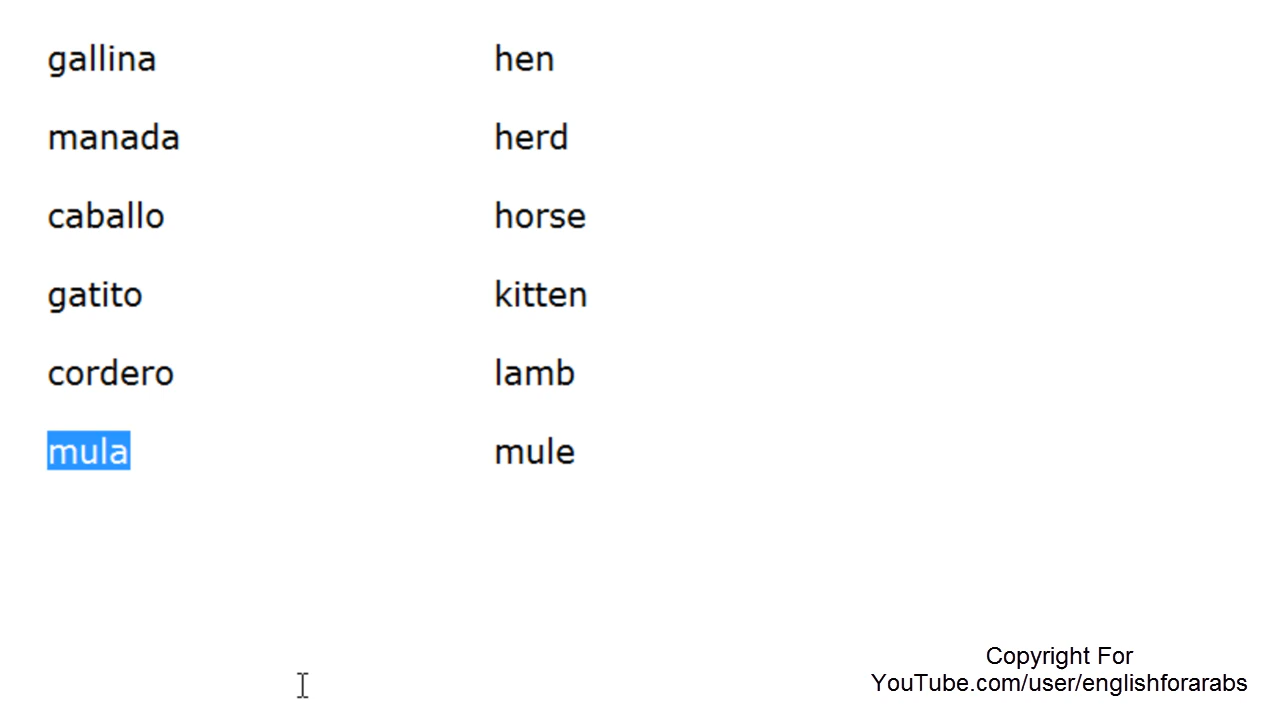 gallina hen
manada herd
caballo horse
gatito kitten
cordero lamb
mula mule
Copyright For
YouTube.com/user/englishforarabs